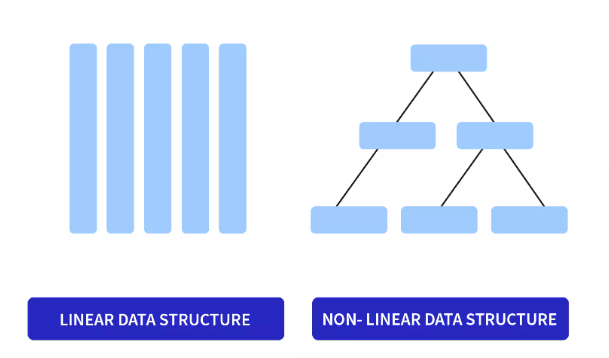 LINEAR DATA STRUCTURE
NON- LINEAR DATA STRUCTURE